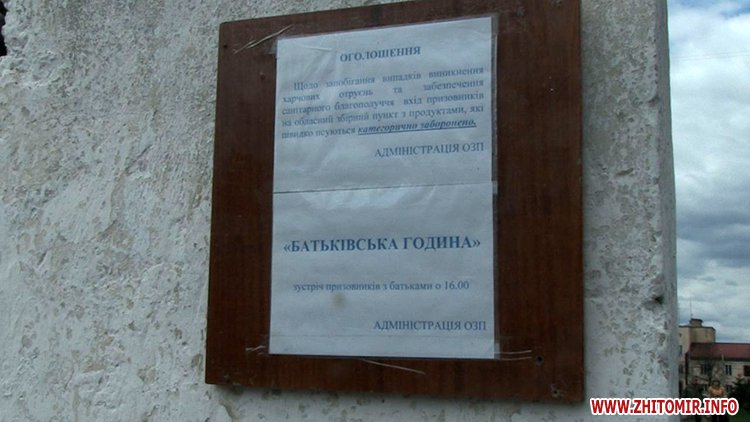 ОГОЛОШЕННЯ
Щодо запобігання випадків виникнення
харчових отруєнь та забезпечення
санітарного благополуччя вхід призовників
на обласний збірний пункт з продуктами, які
швидко псуються категорично заборонено.
АДМІНІСТРАЦІЯ ОЗП
«БАТЬКІВСЬКА ГОДИНА»
зустріч призовників з батьками о 16.00
АДМІНІСТРАЦІЯ ОЗП
WWW.ZHITOMIR.INFO